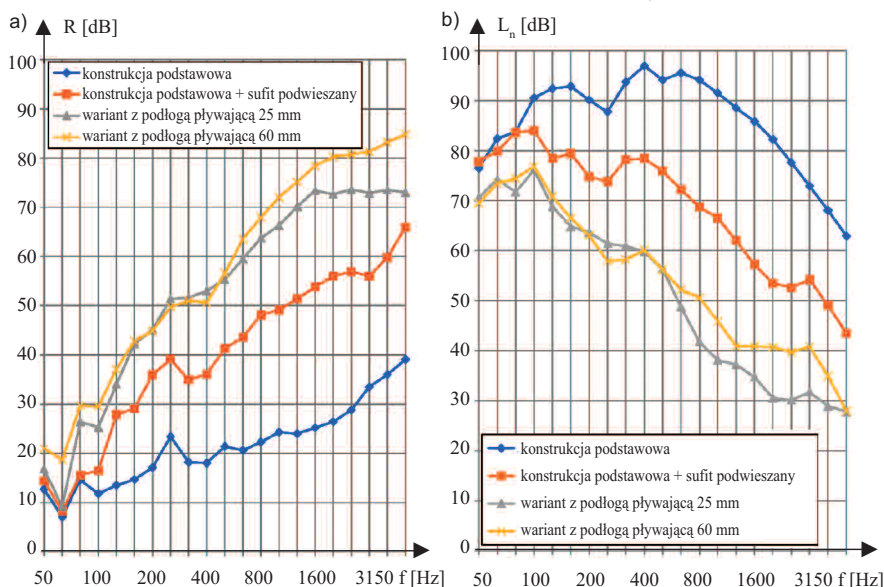 a)
R [dB]
100
90
80
70
60
50
40
30
20
10
0
konstrukcja podstawowa
konstrukcja podstawowa + sufit podwieszany
wariant z podłogą pływającą 25 mm
wariant z podłogą pływającą 60 mm
50 100 200 400 800 1600 3150 f [Hz]
b)
Ln [dB]
100
90
80
70
60
50
40
30
20
10
0
konstrukcja podstawowa
konstrukcja podstawowa + sufit podwieszany
wariant z podłogą pływającą 25 mm
wariant z podłogą pływającą 60 mm
50 100 200 400 800 1600 3150 f [Hz]